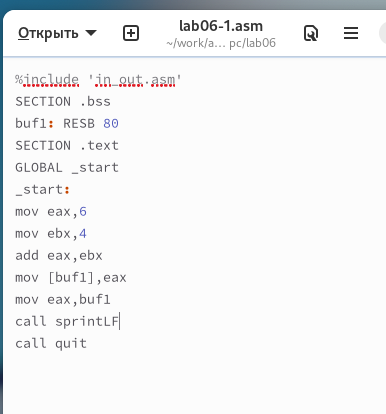 Открыть
lab06-1.asm
~/work/a... pc/lab06
%include 'in_out.asm'
SECTION .bss
buf1: RESB 80
SECTION .text
GLOBAL _start
_start:
mov eax,6
mov ebx,4
add eax,ebx
mov [buf1],eax
mov eax,buf1
call sprintLF
call quit